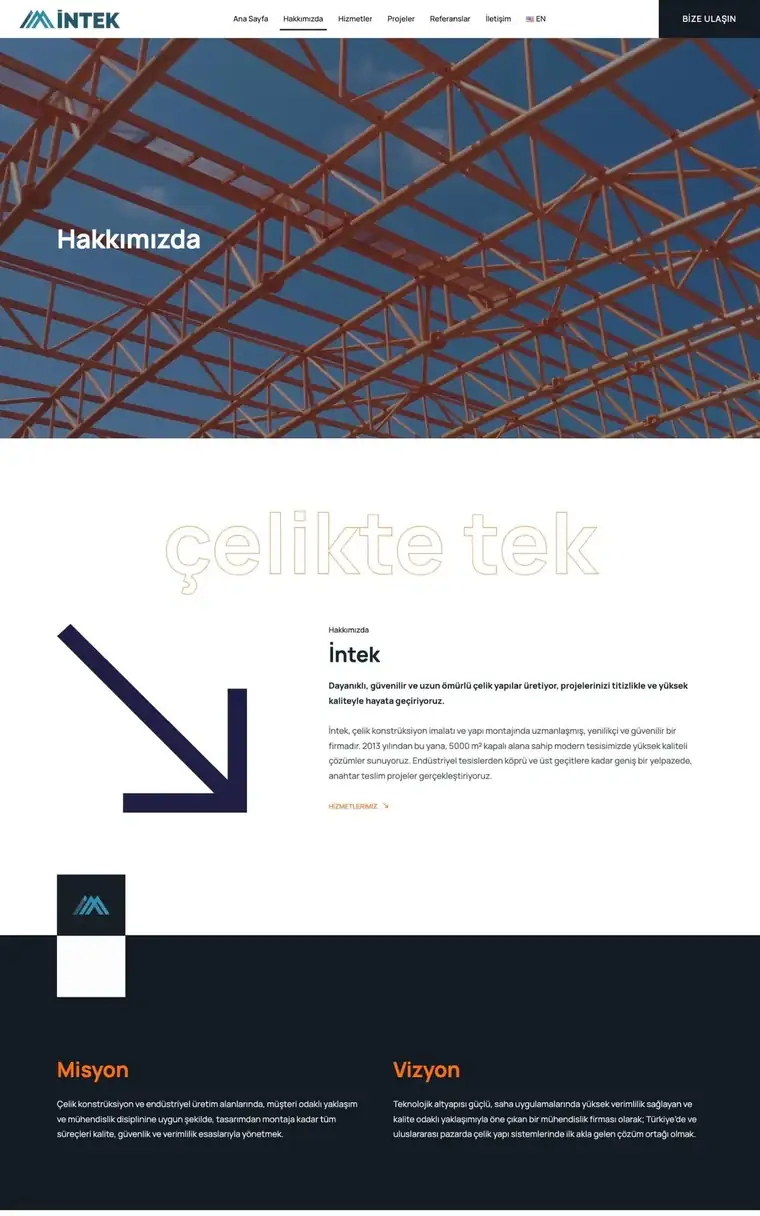 İNTEK
Ana Sayfa
Hakkımızda
Hizmetler
Projeler
Referanslar
İletişim
EN
BİZE ULAŞIN
Hakkımızda
çelikte tek
Hakkımızda
İntek
Dayanıklı, güvenilir ve uzun ömürlü çelik yapılar üretiyor, projelerinizi titizlikle ve yüksek
kaliteyle hayata geçiriyoruz.
İntek, çelik konstrüksiyon imalatı ve yapı montajında uzmanlaşmış, yenilikçi ve güvenilir bir
firmadır. 2013 yılından bu yana, 5000 m² kapalı alana sahip modern tesisimizde yüksek kaliteli
çözümler sunuyoruz. Endüstriyel tesislerden köprü ve üst geçitlere kadar geniş bir yelpazede,
anahtar teslim projeler gerçekleştiriyoruz.
HİZMETLERİMİZ
Misyon
Çelik konstrüksiyon ve endüstriyel üretim alanlarında, müşteri odaklı yaklaşım
ve mühendislik disiplinine uygun şekilde, tasarımdan montaja kadar tüm
süreçleri kalite, güvenlik ve verimlilik esaslarıyla yönetmek.
Vizyon
Teknolojik altyapısı güçlü, saha uygulamalarında yüksek verimlilik sağlayan ve
kalite odaklı yaklaşımıyla öne çıkan bir mühendislik firması olarak; Türkiye'de ve
uluslararası pazarda çelik yapı sistemlerinde ilk akla gelen çözüm ortağı olmak.